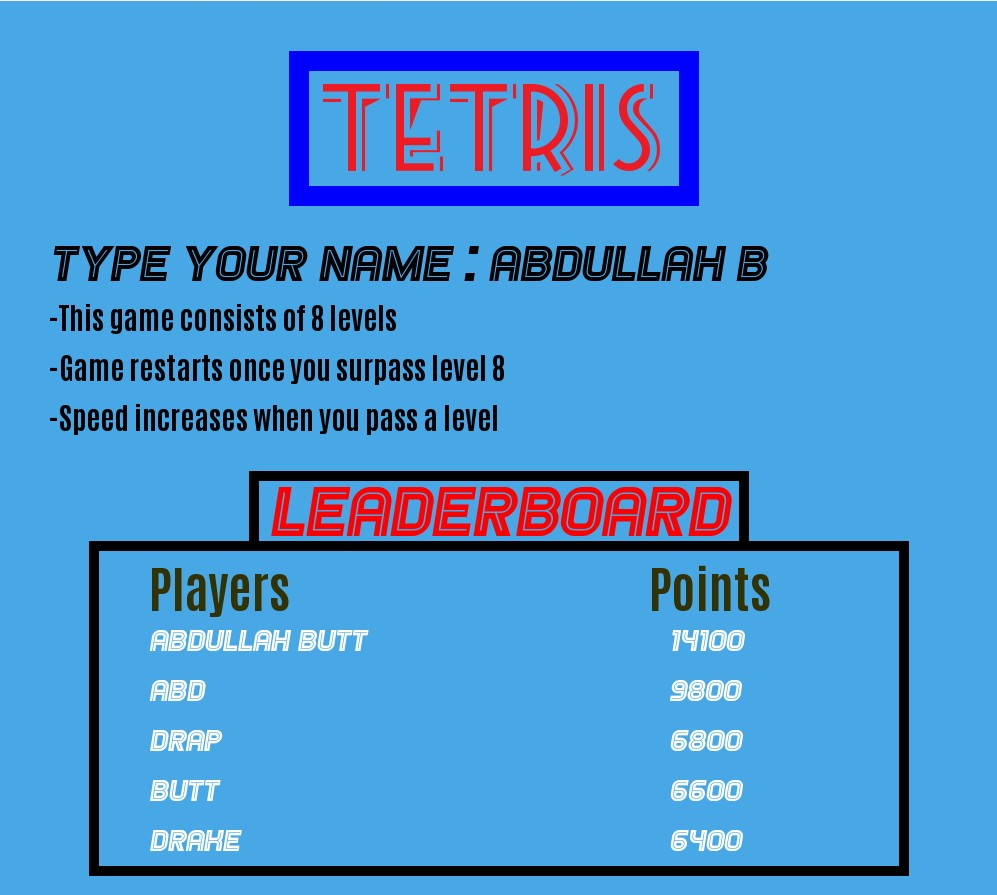 TETRIS
TYPE YOUR NAME : ABDULLAH B
-This game consists of 8 levels
-Game restarts once you surpass level 8
-Speed increases when you pass a level
LEADERBOARD
Players Points
ABDULLAH BUTT 14100
ABD 9800
DRAP 6800
BUTT 6600
DRAKE 6400